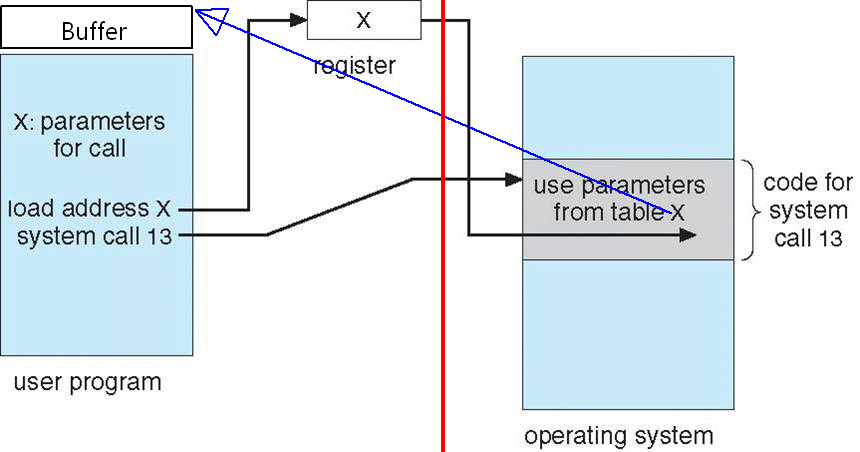 Buffer
X
register
X: parameters
for call
load address X
system call 13
use parameters
from table X
code for
system
call 13
user program
operating system